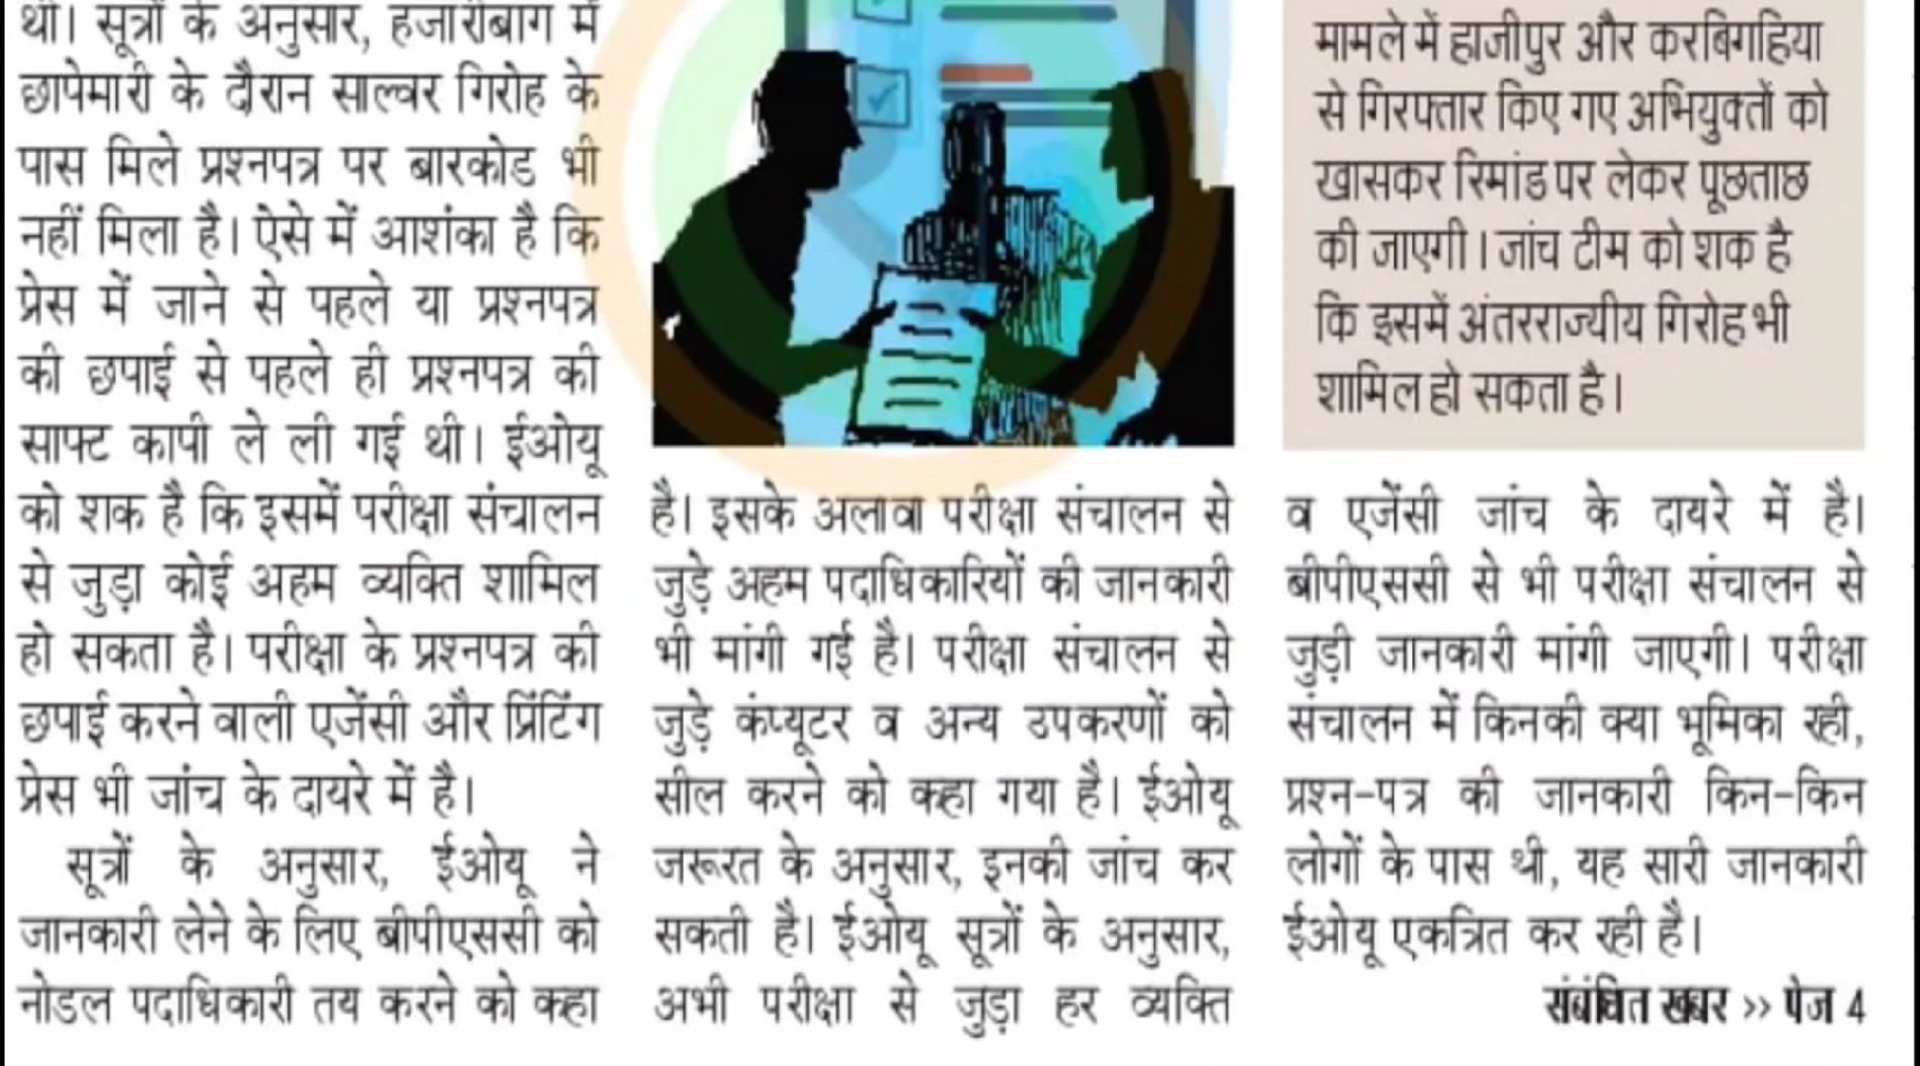 थी। सूत्रों के अनुसार, हजारीबाग में
छापेमारी के दौरान साल्वर गिरोह के
पास मिले प्रश्नपत्र पर बारकोड भी
नहीं मिला है। ऐसे में आशंका है कि
प्रेस में जाने से पहले या प्रश्नपत्र
की छपाई से पहले ही प्रश्नपत्र की
साफ्ट कापी ले ली गई थी। ईओयू
को शक है कि इसमें परीक्षा संचालन
से जुड़ा कोई अहम व्यक्ति शामिल
हो सकता है। परीक्षा के प्रश्नपत्र की
छपाई करने वाली एजेंसी और प्रिंटिंग
प्रेस भी जांच के दायरे में है।
सूत्रों के अनुसार, ईओयू ने
जानकारी लेने के लिए बीपीएससी को
नोडल पदाधिकारी तय करने को कहा
है। इसके अलावा परीक्षा संचालन से
जुड़े अहम पदाधिकारियों की जानकारी
भी मांगी गई है। परीक्षा संचालन से
जुड़े कंप्यूटर व अन्य उपकरणों को
सील करने को कहा गया है। ईओयू
जरूरत के अनुसार, इनकी जांच कर
सकती है। ईओयू सूत्रों के अनुसार,
अभी परीक्षा से जुड़ा हर व्यक्ति
मामले में हाजीपुर और करबिगहिया
से गिरफ्तार किए गए अभियुक्तों को
खासकर रिमांड पर लेकर पूछताछ
की जाएगी। जांच टीम को शक है
कि इसमें अंतरराज्यीय गिरोह भी
शामिल हो सकता है।
व एजेंसी जांच के दायरे में है।
बीपीएससी से भी परीक्षा संचालन से
जुड़ी जानकारी मांगी जाएगी। परीक्षा
संचालन में किनकी क्या भूमिका रही,
प्रश्न-पत्र की जानकारी किन-किन
लोगों के पास थी, यह सारी जानकारी
ईओयू एकत्रित कर रही है।
संबंधित खबर >> पेज 4